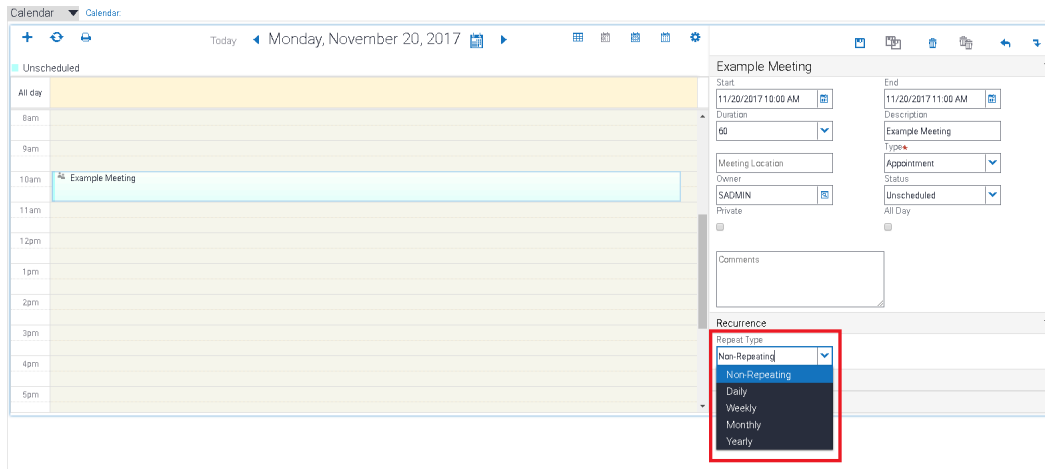 Calendar Calendar:
Today Monday, November 20, 2017
Unscheduled
All day
8am
9am
10am Example Meeting
11am
12pm
1pm
2pm
3pm
4pm
5pm
Example Meeting
Start End
11/20/2017 10:00 AM 11/20/2017 11:00 AM
Duration Description
60 Example Meeting
Type*
Meeting Location Appointment
Owner Status
SADMIN Unscheduled
Private All Day
Comments
Recurrence
Repeat Type
Non-Repeating
Non-Repeating
Daily
Weekly
Monthly
Yearly